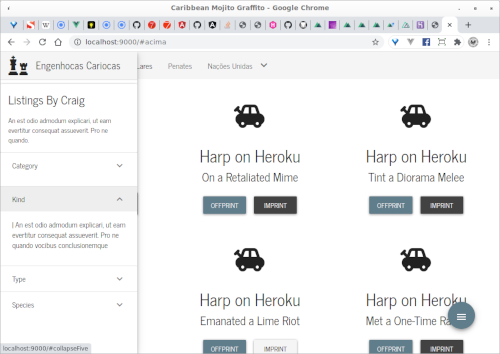 Caribbean Mojito Graffito - Google Chrome
localhost:9000/#acima
Engenhocas Cariocas
Lares Penates Nações Unidas
Listings By Craig
An est odio admodum explicari, ut eam
evertitur consequat assueverit. Pro ne
quando.
Category
Kind
[.An est odio admodum explicari, ut eam
evertitur consequat assueverit. Pro ne
quando vocibus conclusionemque
Type
Species
Harp on Heroku
On a Retaliated Mime
OFFPRINT IMPRINT
Harp on Heroku
Tint a Diorama Melee
OFFPRINT IMPRINT
Harp on Heroku
Emanated a Lime Riot
OFFPRINT IMPRINT
Harp on Heroku
Met a One-Time
OFFPRINT IMPRINT
localhost:9000/#collapseFive